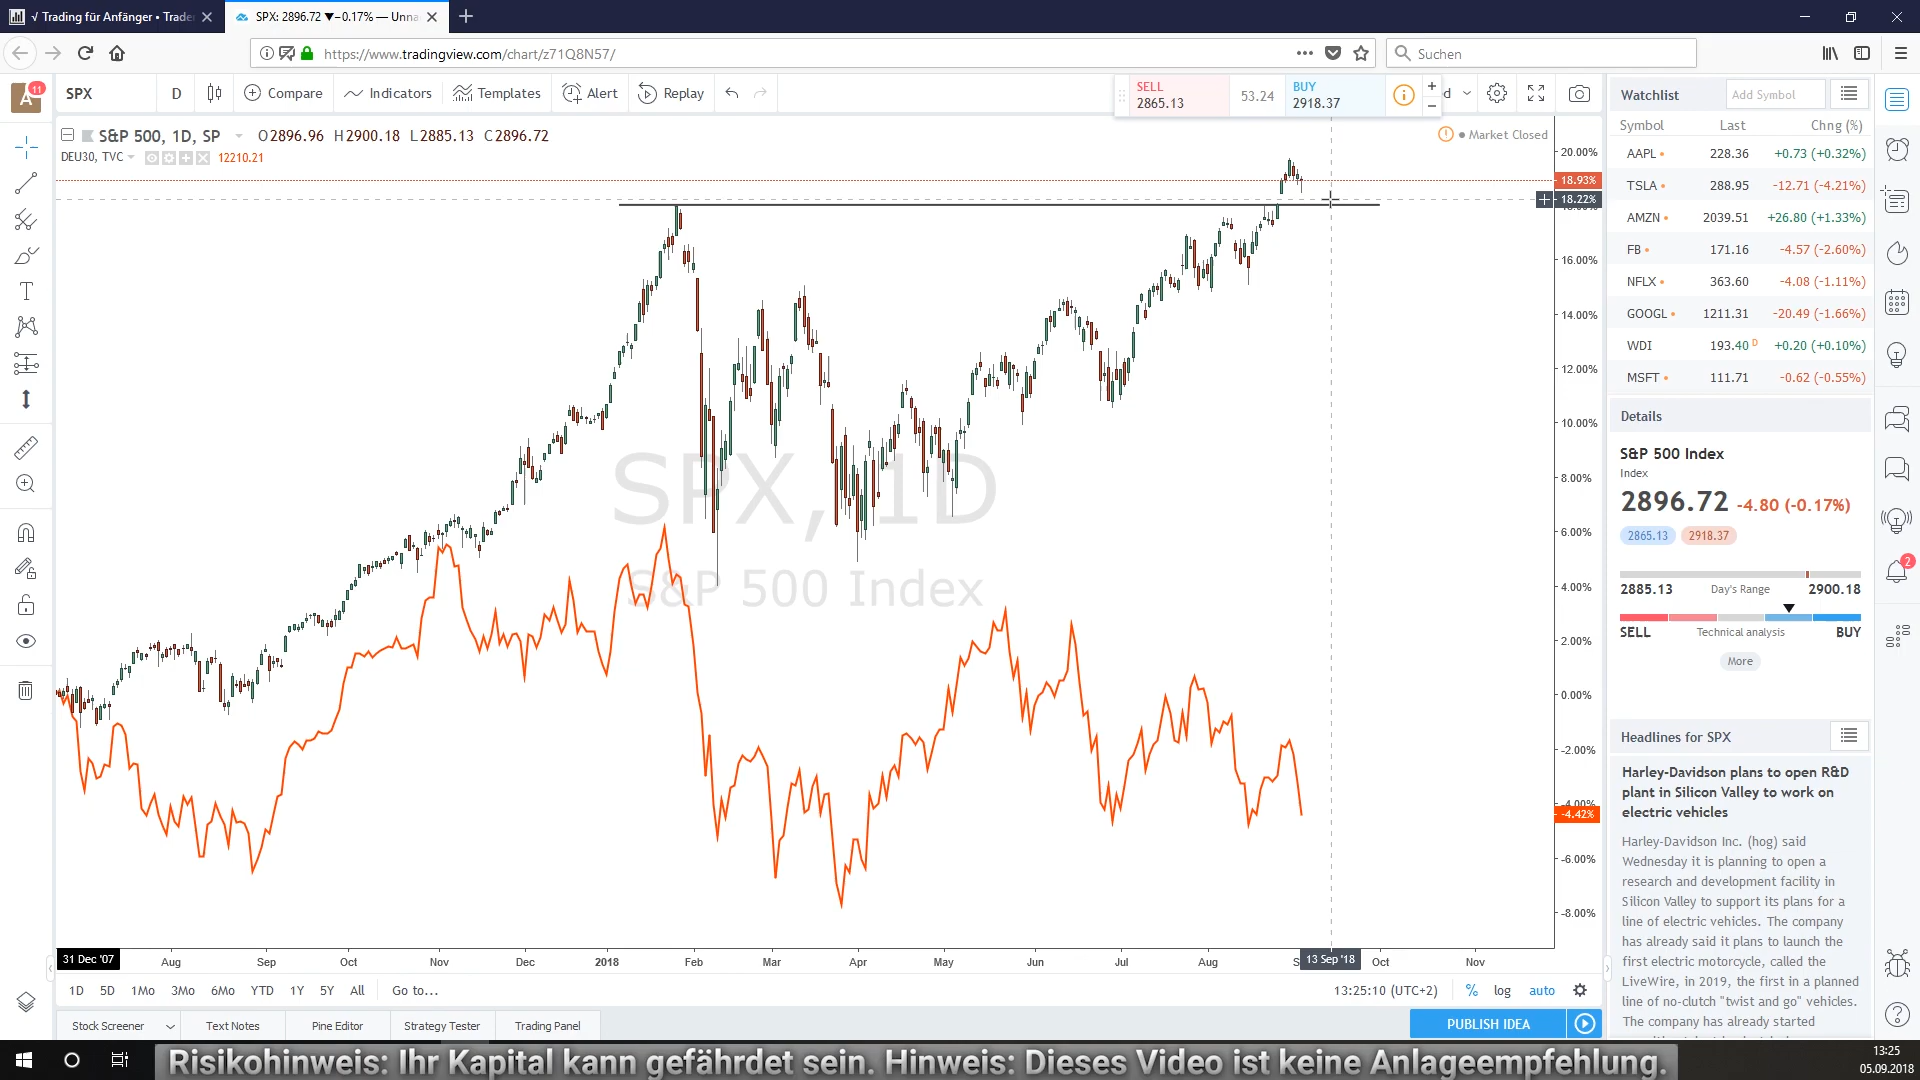 √ Trading für Anfänger • Trade
SPX: 2896.72 ▼−0.17% — Unna
https://www.tradingview.com/chart/z71Q8N57/
Suchen
11
SPX
D
Compare
Indicators
Templates
Alert
Replay
SELL
2865.13
53.24
BUY
2918.37
Watchlist
Add Symbol
S&P 500, 1D, SP
O2896.96 H2900.18 L2885.13 C2896.72
Market Closed
DEU30, TVC
12210.21
Symbol Last Chng (%)
AAPL 228.36 +0.73 (+0.32%)
TSLA 288.95 -12.71 (-4.21%)
AMZN 2039.51 +26.80 (+1.33%)
FB 171.16 -4.57 (-2.60%)
NFLX 363.60 -4.08 (-1.11%)
GOOGL 1211.31 -20.49 (-1.66%)
WDI 193.40 D +0.20 (+0.10%)
MSFT 111.71 -0.62 (-0.55%)
20.00%
18.93%
18.22%
16.00%
14.00%
12.00%
10.00%
8.00%
6.00%
4.00%
2.00%
0.00%
-2.00%
-4.00%
-4.42%
-6.00%
-8.00%
SPX, 1D
S&P 500 Index
Details
S&P 500 Index
Index
2896.72 -4.80 (-0.17%)
2865.13 2918.37
2885.13 Day's Range 2900.18
SELL Technical analysis BUY
More
2
Headlines for SPX
Harley-Davidson plans to open R&D
plant in Silicon Valley to work on
electric vehicles
Harley-Davidson Inc. (hog) said
Wednesday it is planning to open a
research and development facility in
Silicon Valley to support its plans for a
line of electric vehicles. The company
has already said it plans to launch the
first electric motorcycle, called the
LiveWire, in 2019, the first in a planned
line of no-clutch "twist and go" vehicles.
The company has already started
31 Dec '07 Aug Sep Oct Nov Dec 2018 Feb Mar Apr May Jun Jul Aug S 13 Sep '18 Oct Nov
1D 5D 1Mo 3Mo 6Mo YTD 1Y 5Y All Go to...
13:25:10 (UTC+2) % log auto
Stock Screener Text Notes Pine Editor Strategy Tester Trading Panel
PUBLISH IDEA
Risikohinweis: Ihr Kapital kann gefährdet sein. Hinweis: Dieses Video ist keine Anlageempfehlung.
13:25
05.09.2018